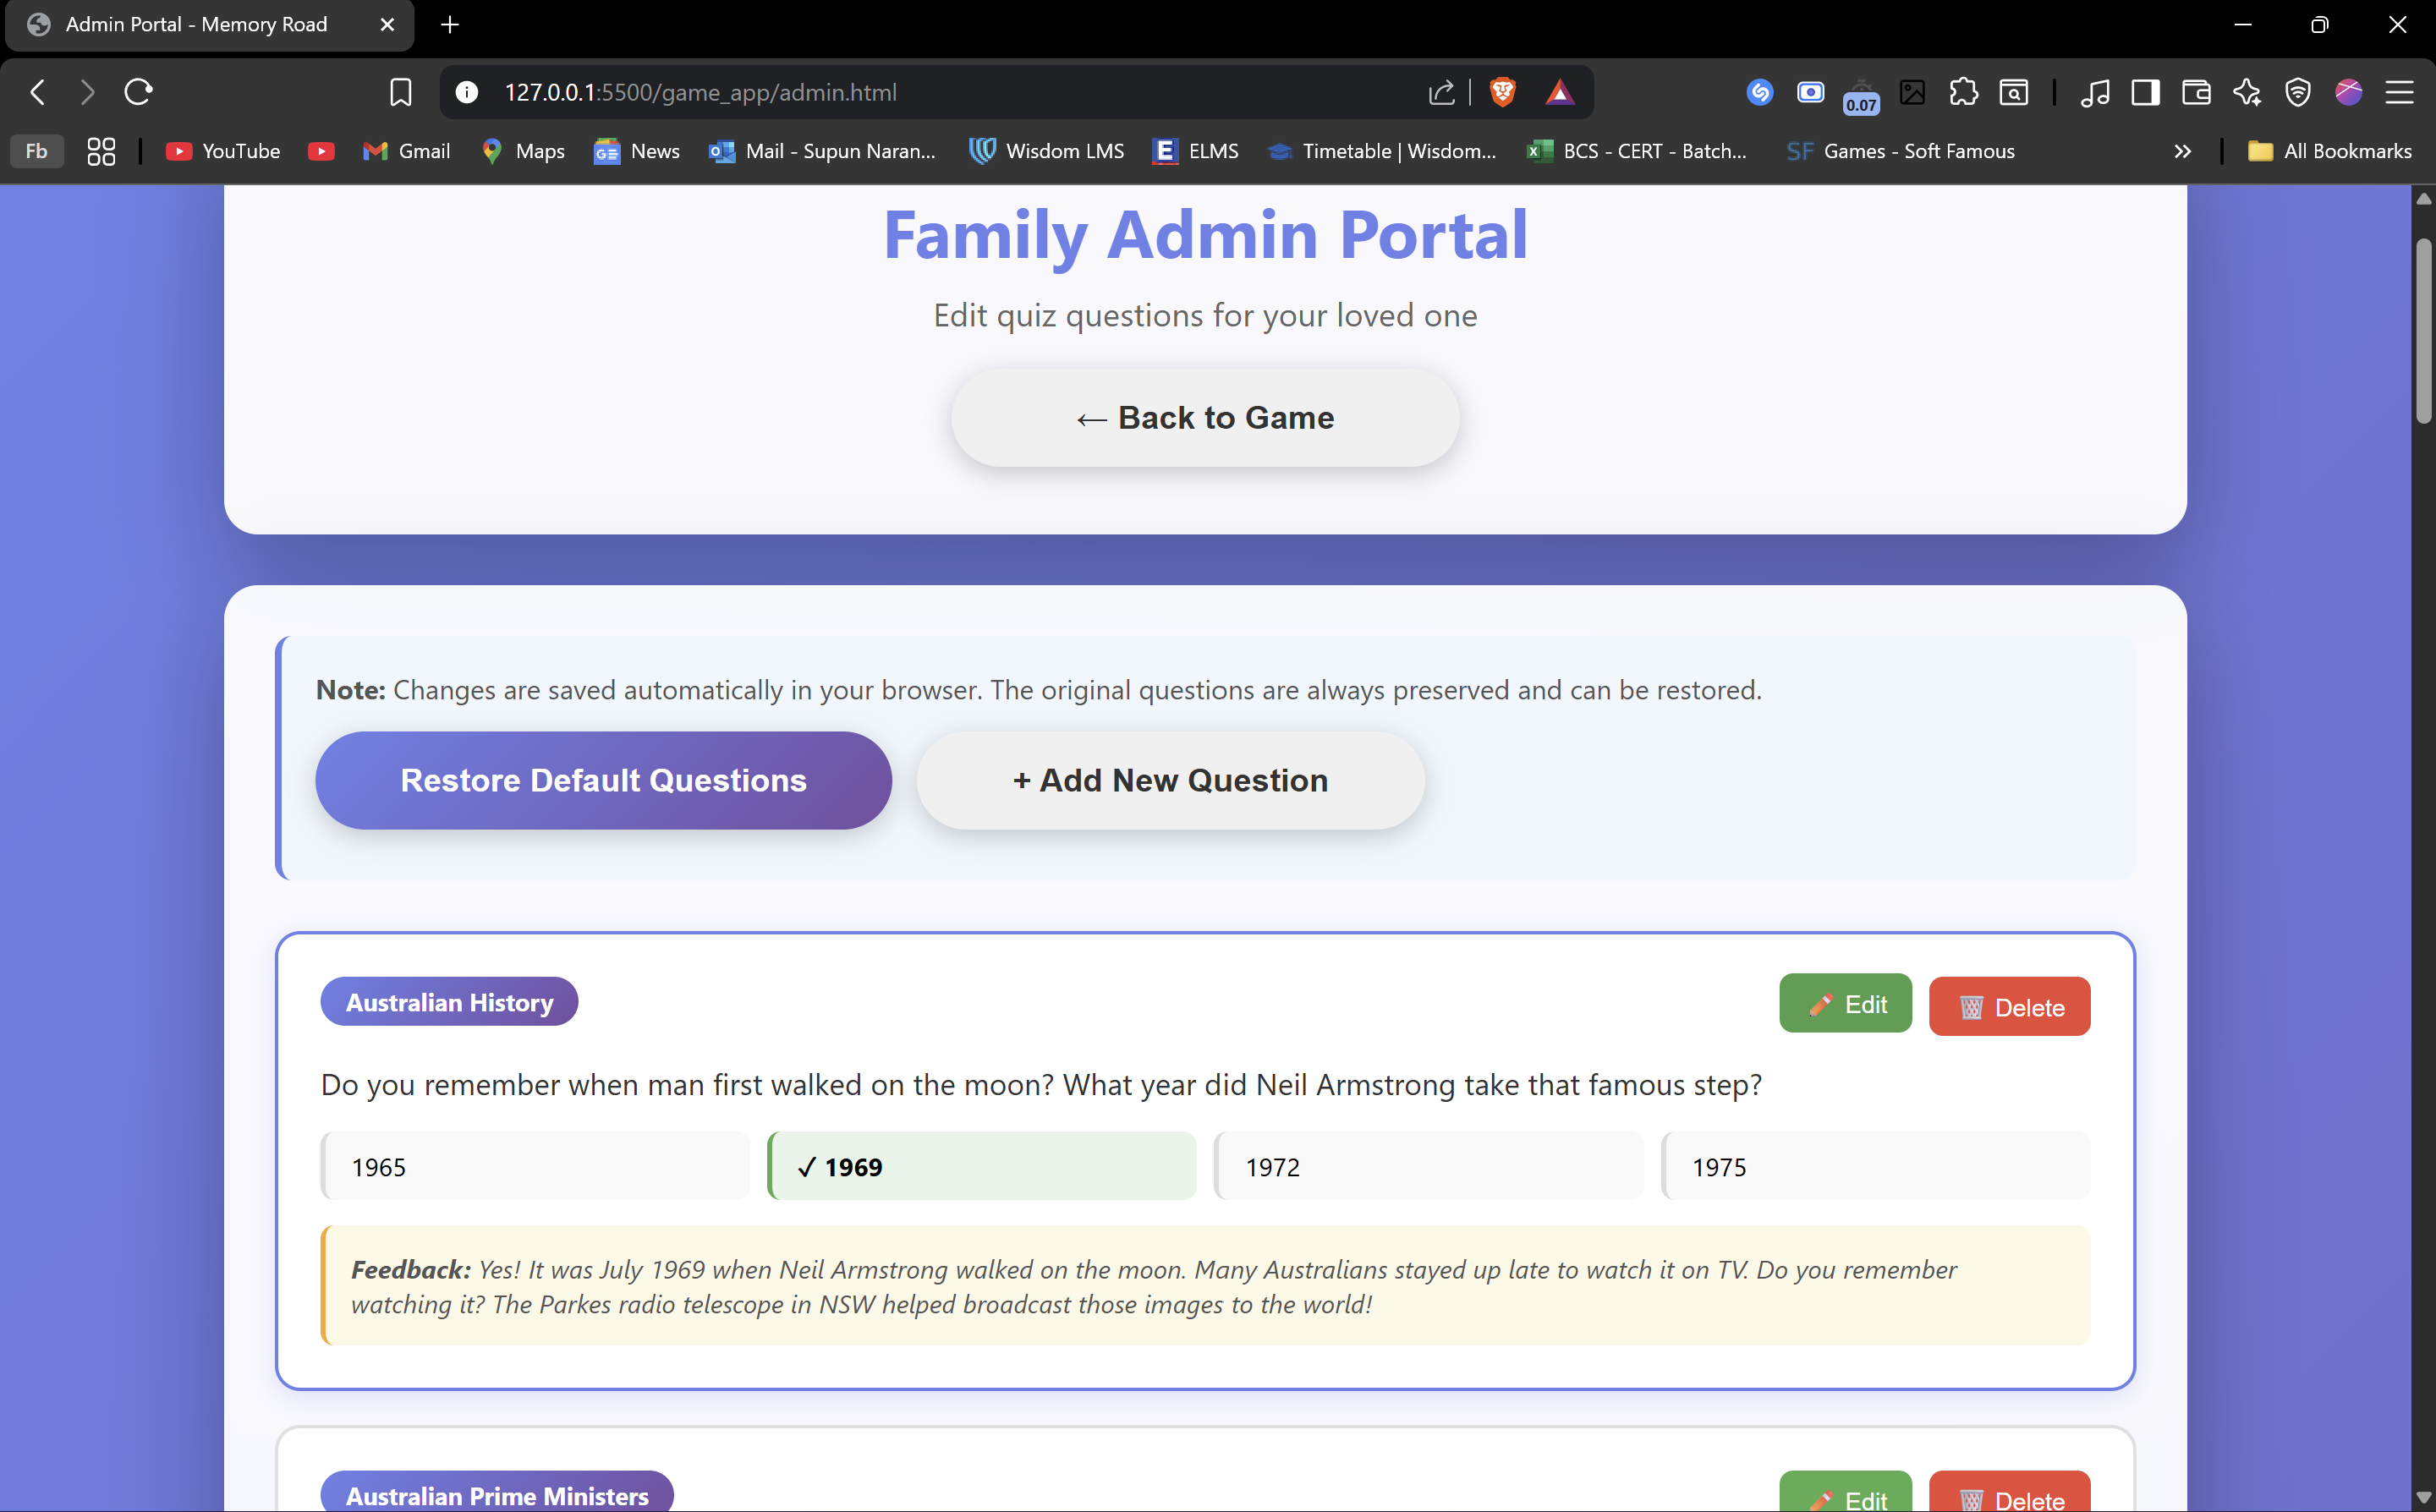 Admin Portal - Memory Road
127.0.0.1:5500/game_app/admin.html
0.07
Fb
YouTube
Gmail
Maps
News
Mail - Supun Naran...
Wisdom LMS
ELMS
Timetable | Wisdom...
BCS - CERT - Batch...
SF Games - Soft Famous
All Bookmarks
Family Admin Portal
Edit quiz questions for your loved one
← Back to Game
Note: Changes are saved automatically in your browser. The original questions are always preserved and can be restored.
Restore Default Questions
+ Add New Question
Australian History
Edit
Delete
Do you remember when man first walked on the moon? What year did Neil Armstrong take that famous step?
1965
✓ 1969
1972
1975
Feedback: Yes! It was July 1969 when Neil Armstrong walked on the moon. Many Australians stayed up late to watch it on TV. Do you remember
watching it? The Parkes radio telescope in NSW helped broadcast those images to the world!
Australian Prime Ministers
Edit
Delete